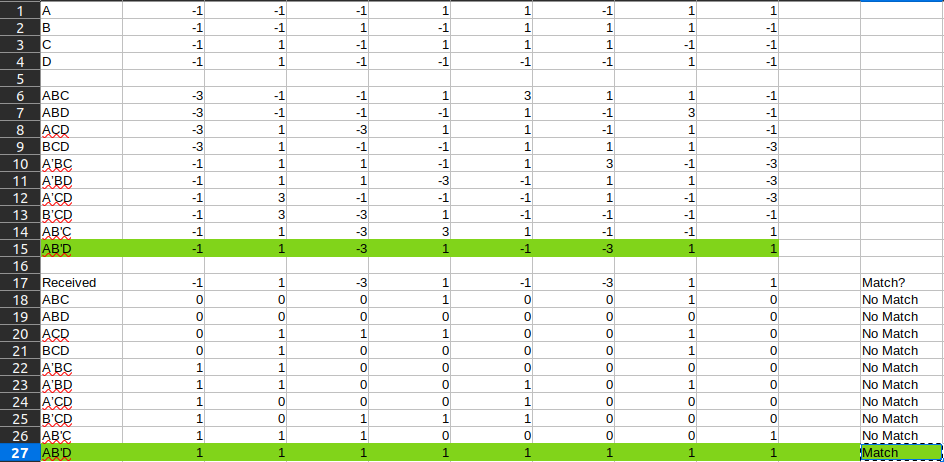 1 A -1 -1 -1 1 1 -1 1 1
2 B -1 -1 1 -1 1 1 1 -1
3 C -1 1 -1 1 1 1 -1 -1
4 D -1 1 -1 -1 -1 -1 1 -1
5
6 ABC -3 -1 -1 1 3 1 1 -1
7 ABD -3 -1 -1 -1 1 -1 3 -1
8 ACD -3 1 -3 1 1 -1 1 -1
9 BCD -3 1 -1 -1 1 1 1 -3
10 A'BC -1 1 1 -1 1 3 -1 -3
11 A'BD -1 1 1 -3 -1 1 1 -3
12 A'CD -1 3 -1 -1 -1 1 -1 -3
13 B'CD -1 3 -3 1 -1 -1 -1 -1
14 AB'C -1 1 -3 3 1 -1 -1 1
15 AB'D -1 1 -3 1 -1 -3 1 1
16
17 Received -1 1 -3 1 -1 -3 1 1 Match?
18 ABC 0 0 0 1 0 0 1 0 No Match
19 ABD 0 0 0 0 0 0 0 0 No Match
20 ACD 0 1 1 1 0 0 1 0 No Match
21 BCD 0 1 0 0 0 0 1 0 No Match
22 A'BC 1 1 0 0 0 0 0 0 No Match
23 A'BD 1 1 0 0 1 0 1 0 No Match
24 A'CD 1 0 0 0 1 0 0 0 No Match
25 B'CD 1 0 1 1 1 0 0 0 No Match
26 AB'C 1 1 1 0 0 0 0 1 No Match
27 AB'D 1 1 1 1 1 1 1 1 Match